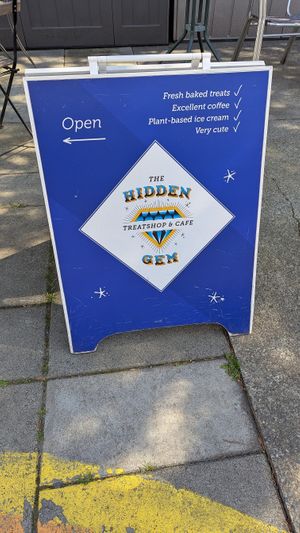 Fresh baked treats ✓
Excellent coffee ✓
Plant-based ice cream ✓
Very cute ✓
Open
←
THE
HIDDEN
TREATSHOP & CAFE
GEM